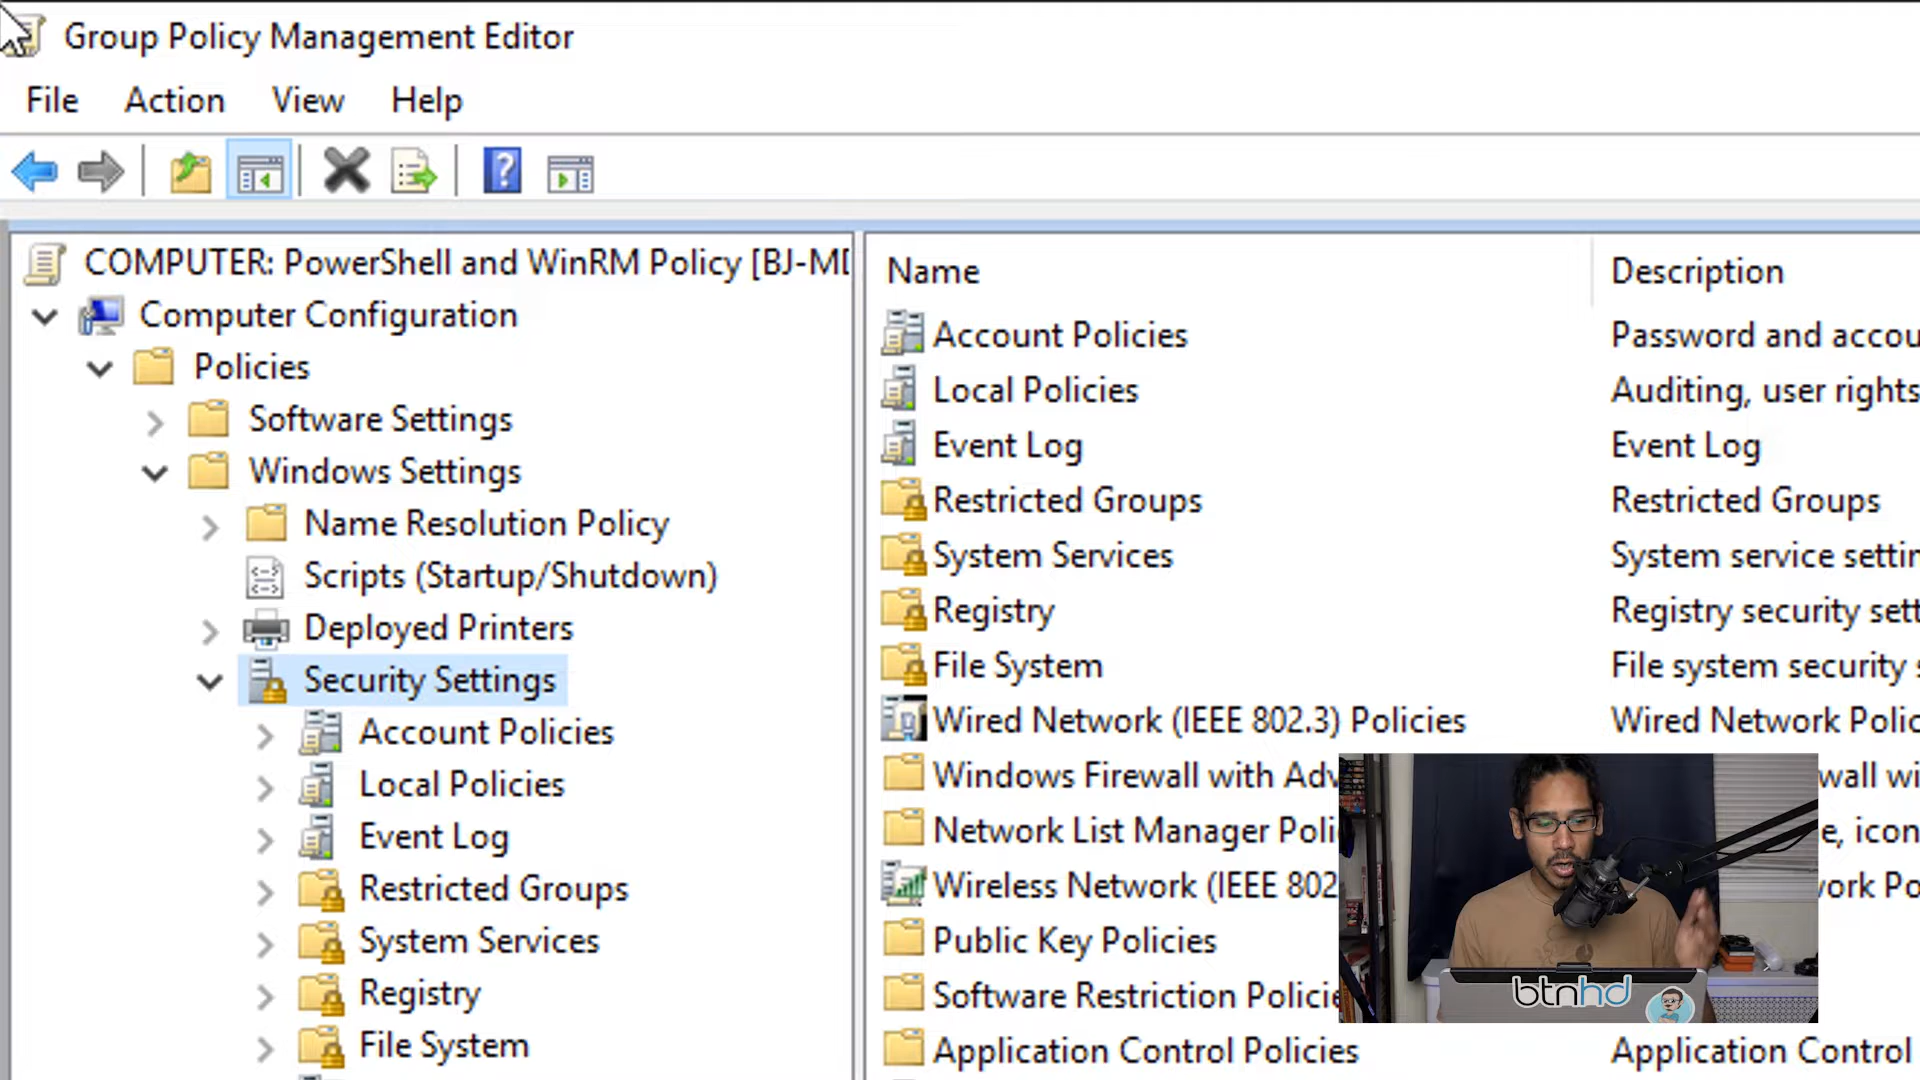 Group Policy Management Editor
File Action View Help
COMPUTER: PowerShell and WinRM Policy [BJ-M
Computer Configuration
Policies
Software Settings
Windows Settings
Name Resolution Policy
Scripts (Startup/Shutdown)
Deployed Printers
Security Settings
Account Policies
Local Policies
Event Log
Restricted Groups
System Services
Registry
File System
Name Description
Account Policies Password and accou
Local Policies Auditing, user rights
Event Log Event Log
Restricted Groups Restricted Groups
System Services System service settin
Registry Registry security sett
File System File system security s
Wired Network (IEEE 802.3) Policies Wired Network Polic
Windows Firewall with Adv wall wi
Network List Manager Poli e, icon
Wireless Network (IEEE 802 work Po
Public Key Policies
Software Restriction Policie
Application Control Policies Application Control
btnhd